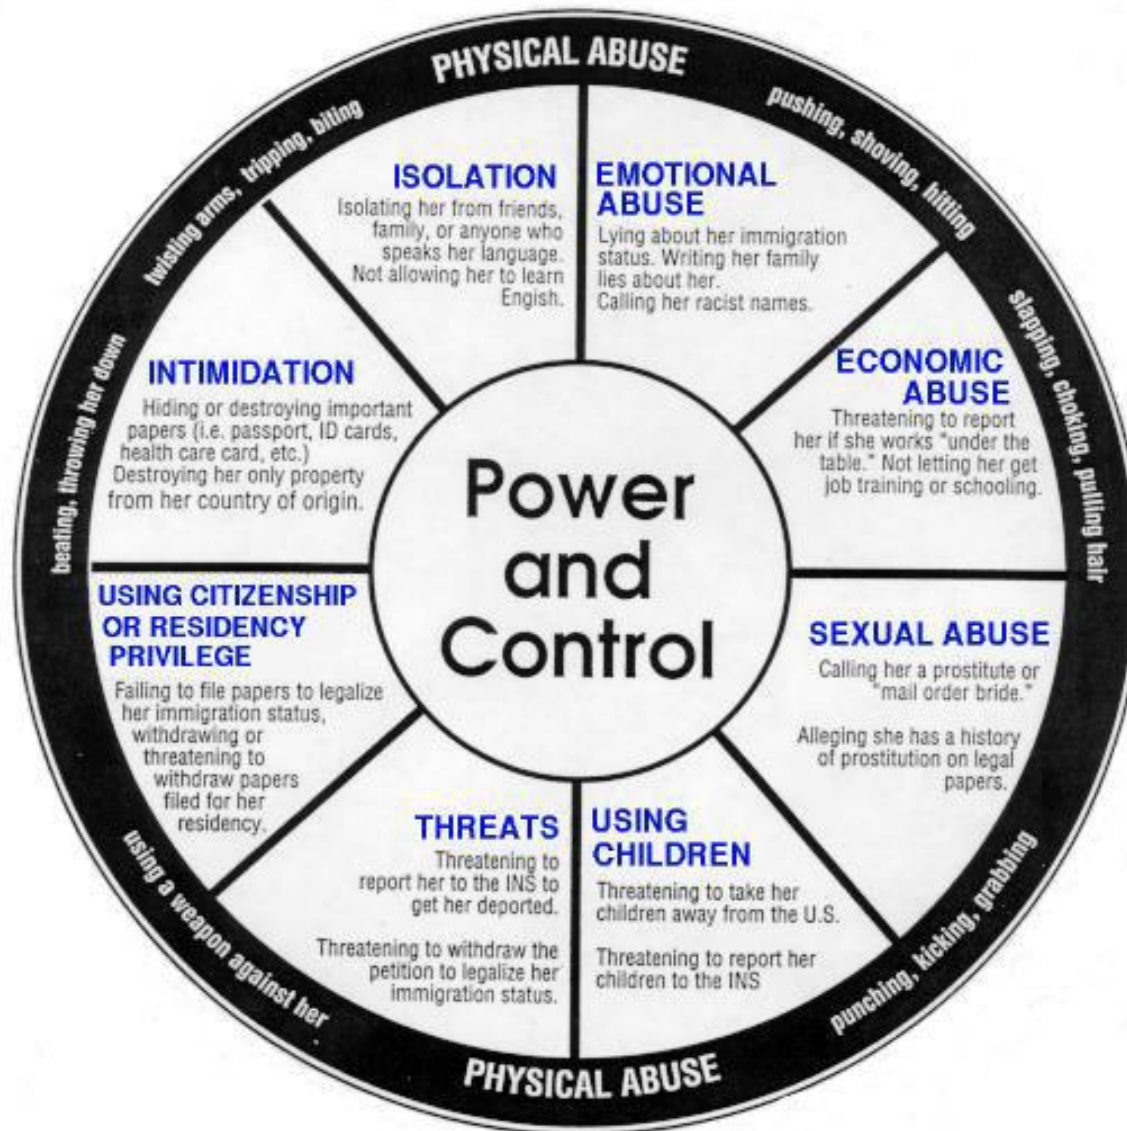 PHYSICAL ABUSE
pushing, shoving, hitting
slapping, choking, pulling hair
punching, kicking, grabbing
PHYSICAL ABUSE
using a weapon against her
beating, throwing her down
twisting arms, tripping, biting
ISOLATION
Isolating her from friends,
family, or anyone who
speaks her language.
Not allowing her to learn
Engish.
EMOTIONAL
ABUSE
Lying about her immigration
status. Writing her family
lies about her.
Calling her racist names.
ECONOMIC
ABUSE
Threatening to report
her if she works "under the
table." Not letting her get
job training or schooling.
SEXUAL ABUSE
Calling her a prostitute or
"mail order bride."
Alleging she has a history
of prostitution on legal
papers.
USING
CHILDREN
Threatening to take her
children away from the U.S.
Threatening to report her
children to the INS
THREATS
Threatening to
report her to the INS to
get her deported.
Threatening to withdraw the
petition to legalize her
immigration status.
USING CITIZENSHIP
OR RESIDENCY
PRIVILEGE
Failing to file papers to legalize
her immigration status,
withdrawing or
threatening to
withdraw papers
filed for her
residency.
INTIMIDATION
Hiding or destroying important
papers (i.e. passport, ID cards,
health care card, etc.)
Destroying her only property
from her country of origin.
Power
and
Control